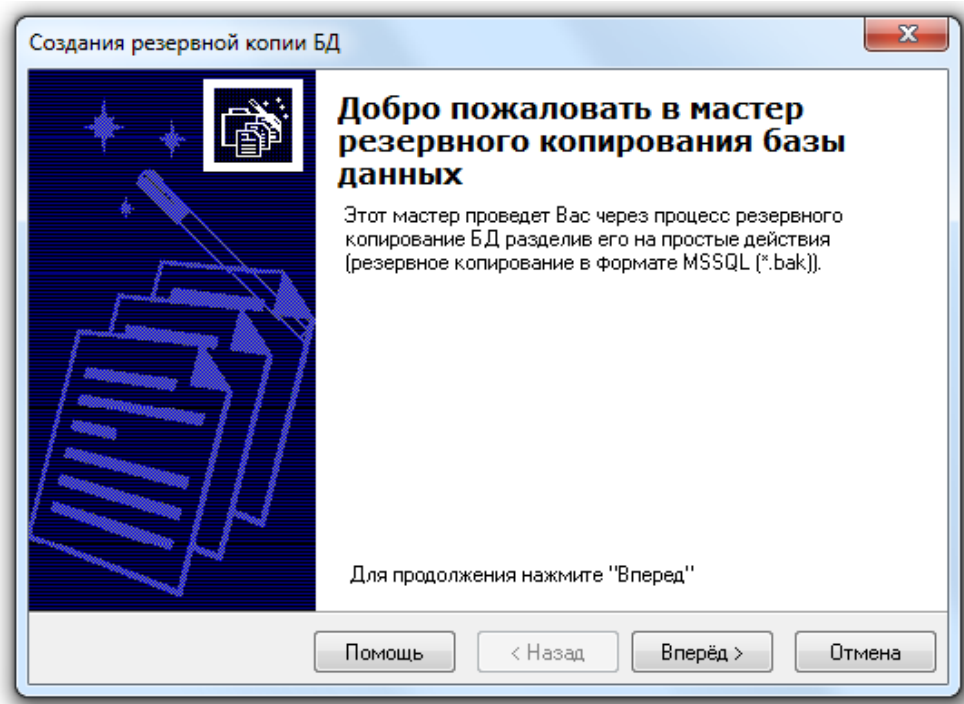 Создания резервной копии БД
Добро пожаловать в мастер
резервного копирования базы
данных
Этот мастер проведет Вас через процесс резервного
копирование БД разделив его на простые действия
(резервное копирование в формате MSSQL (*.bak)).
Для продолжения нажмите "Вперед"
Помощь < Назад Вперёд > Отмена